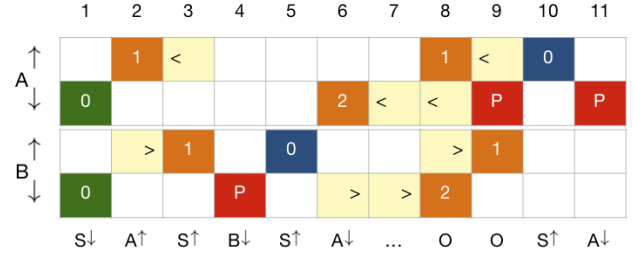 1 2 3 4 5 6 7 8 9 10 11
↑ 1 < 1 < 0
A
↓ 0 2 < < P P
↑ > 1 0 > 1
B
↓ 0 P > > 2
S↓ A↑ S↑ B↓ S↑ A↓ ... O O S↑ A↓